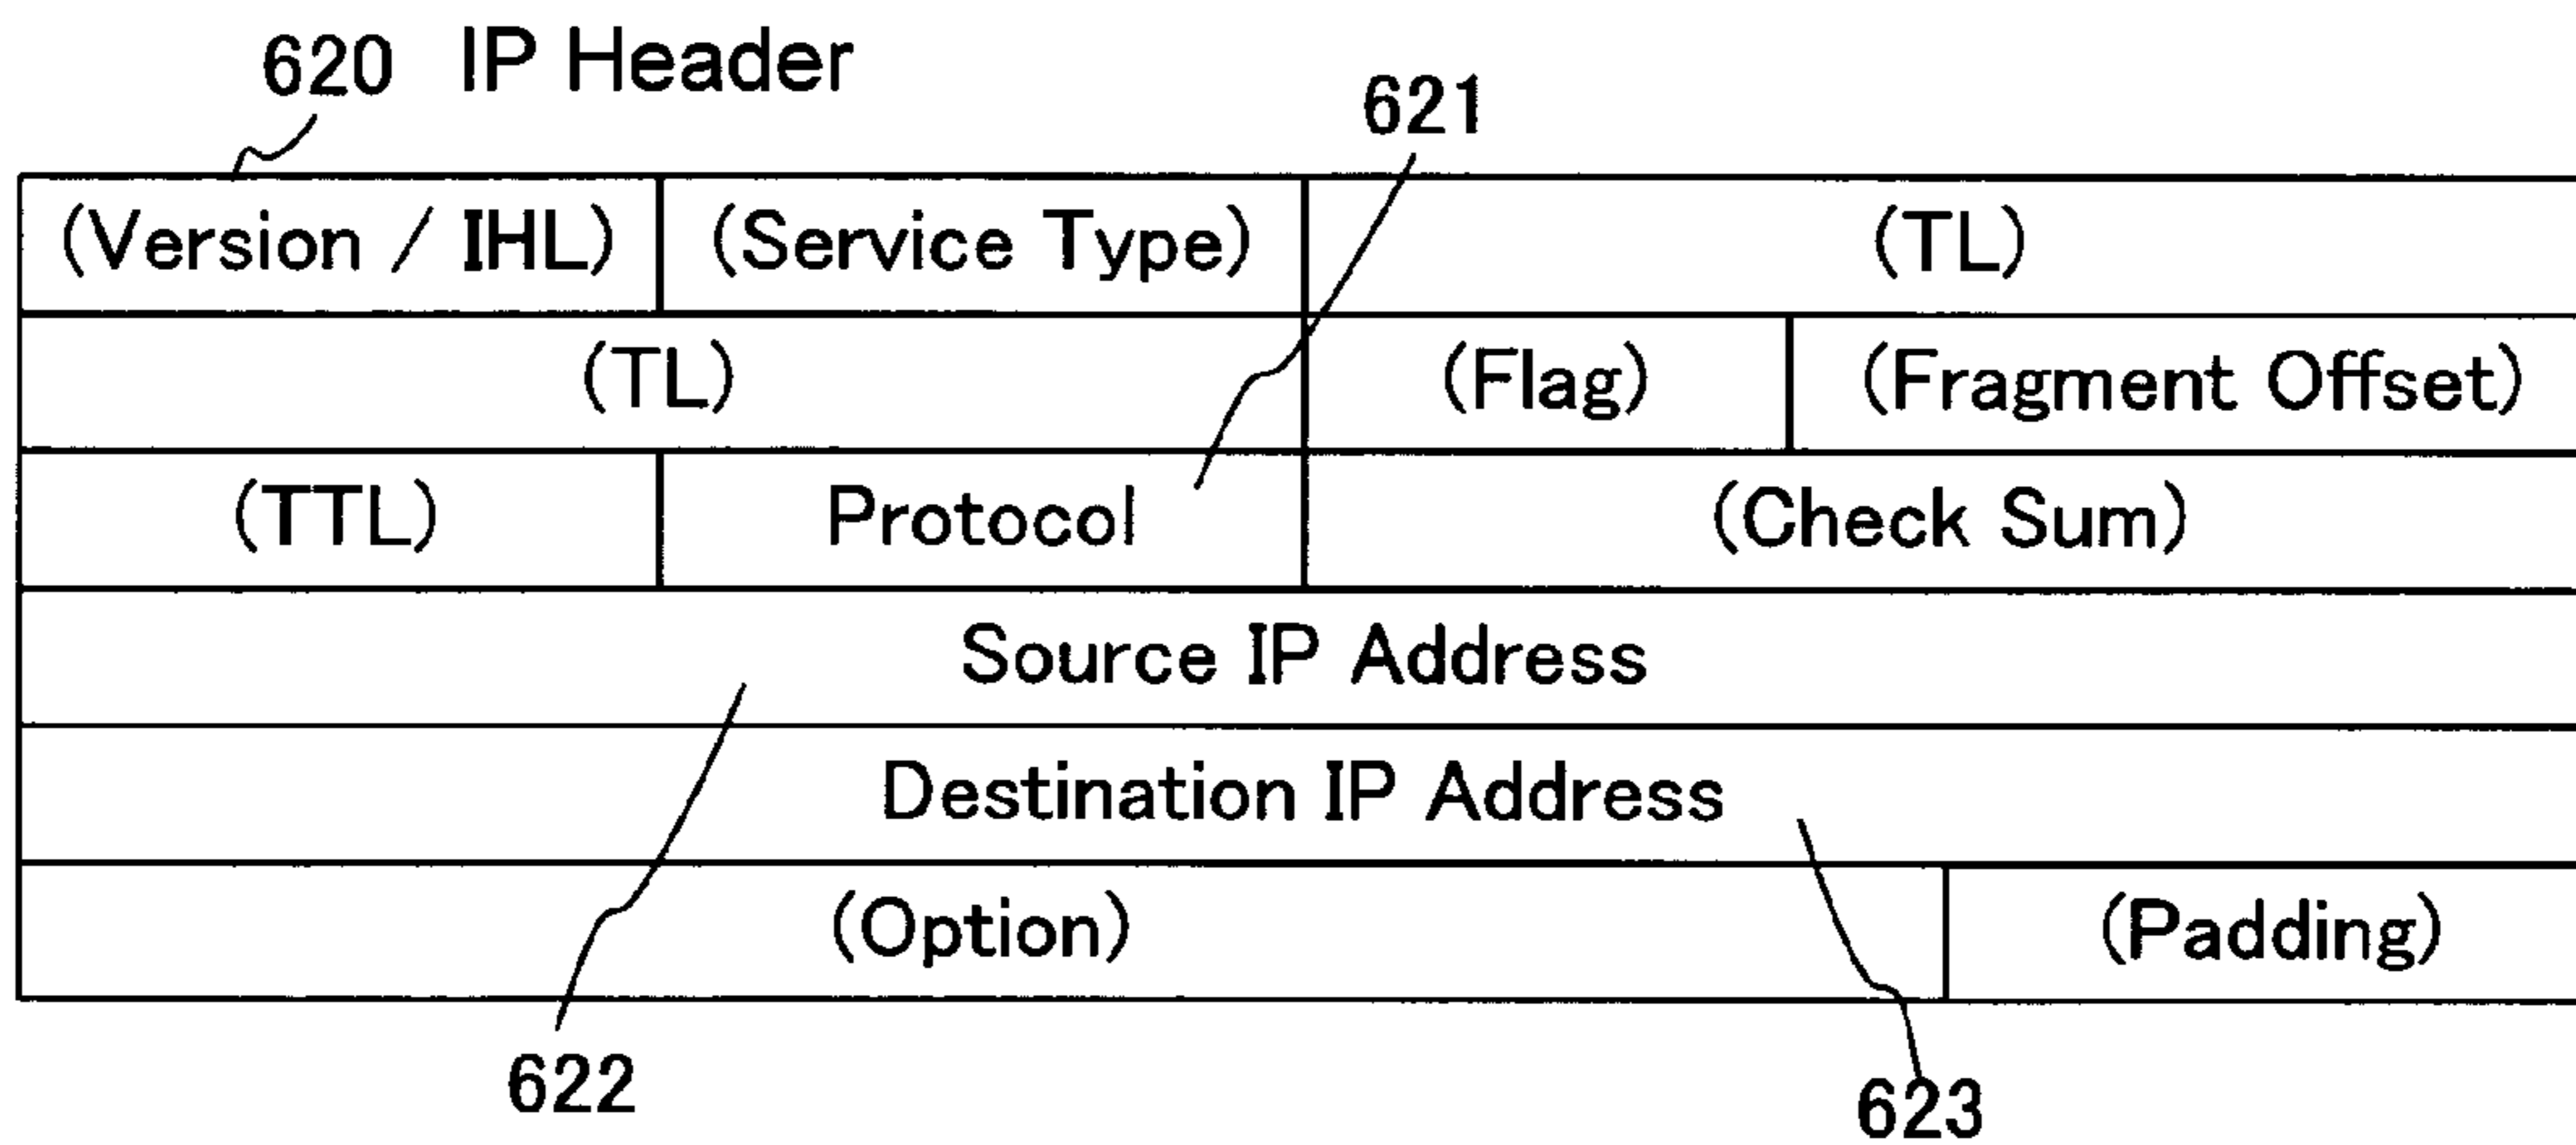 620 IP Header
621
(Version / IHL) (Service Type) (TL)
(TL) (Flag) (Fragment Offset)
(TTL) Protocol (Check Sum)
Source IP Address
Destination IP Address
(Option) (Padding)
622
623